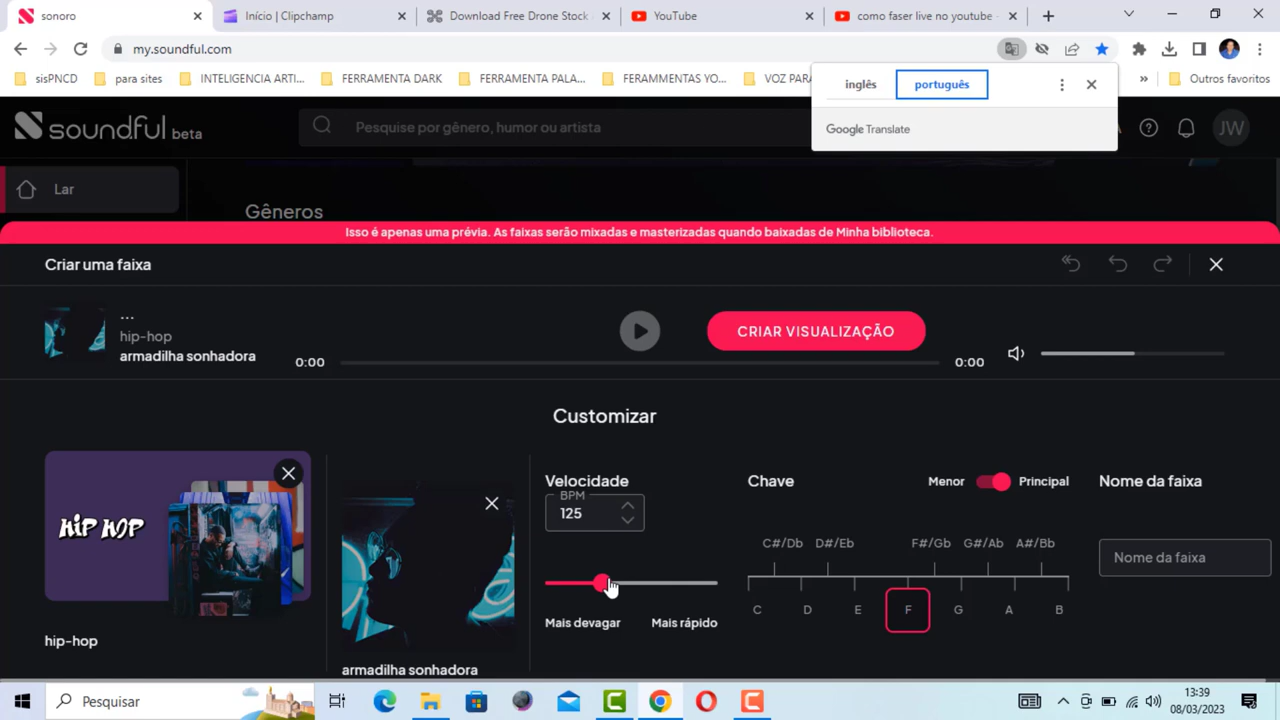 sonoro
Início | Clipchamp
Download Free Drone Stock
YouTube
como faser live no youtube -
my.soundful.com
sisPNCD
para sites
INTELIGENCIA ARTI...
FERRAMENTA DARK
FERRAMENTA PALA...
FERAMMENTAS YO...
VOZ PARA
»
Outros favoritos
inglês
português
Google Translate
soundful beta
Pesquise por gênero, humor ou artista
JW
Lar
Gêneros
Isso é apenas uma prévia. As faixas serão mixadas e masterizadas quando baixadas de Minha biblioteca.
Criar uma faixa
...
hip-hop
armadilha sonhadora
0:00
CRIAR VISUALIZAÇÃO
0:00
Customizar
HIP HOP
hip-hop
armadilha sonhadora
Velocidade
BPM
125
Mais devagar
Mais rápido
Chave
Menor
Principal
C#/Db D#/Eb F#/Gb G#/Ab A#/Bb
C D E F G A B
Nome da faixa
Nome da faixa
Pesquisar
13:39
08/03/2023